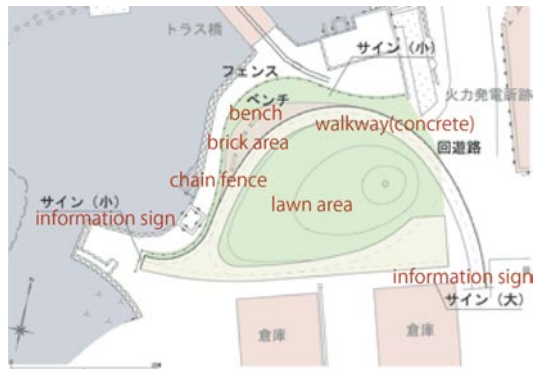 トラス橋
サイン（小）
フェンス
火力発電所跡
ベンチ
bench
walkway(concrete)
brick area
回遊路
chain fence
サイン（小）
lawn area
information sign
information sign
サイン（大）
倉庫
倉庫